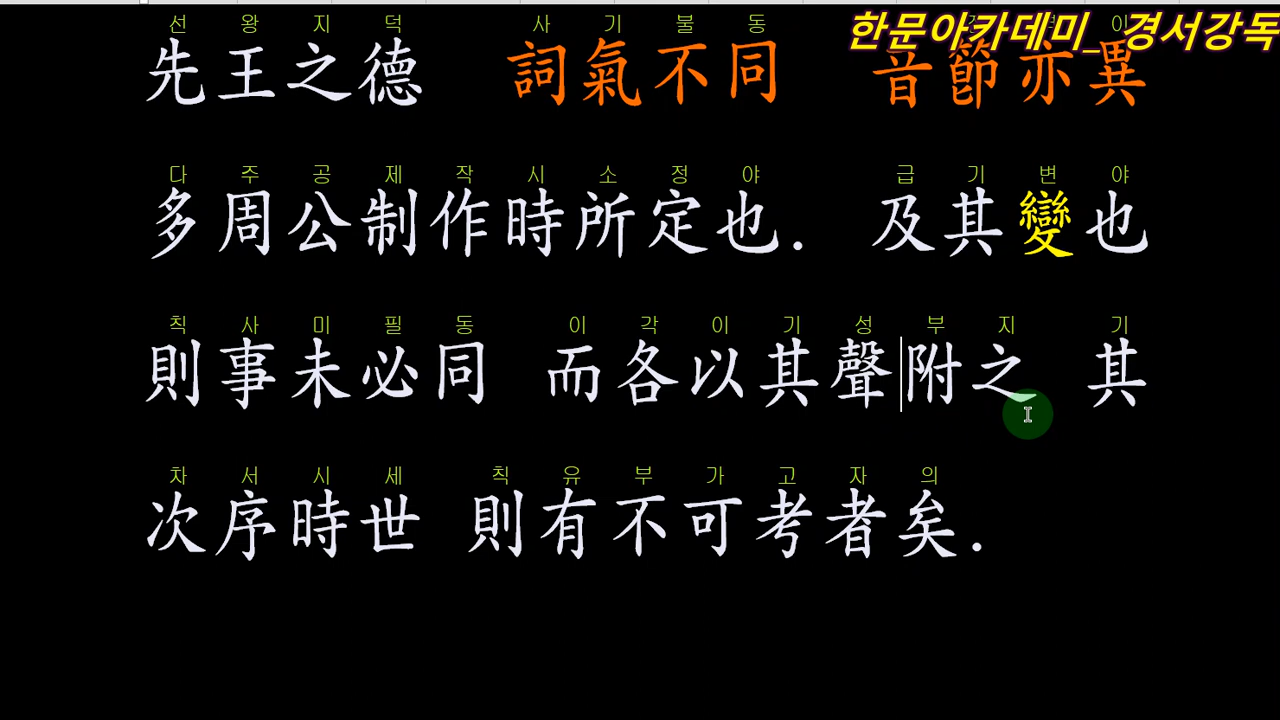 선 왕 지 덕 사 기 불 동 이
한문아카데미_ 경서강독
先王之德 詞氣不同 音節亦異
다 주 공 제 작 시 소 정 야 급 기 변 야
多周公制作時所定也. 及其變也
칙 사 미 필 동 이 각 이 기 성 부 지 기
則事未必同 而各以其聲附之 其
차 서 시 세 칙 유 부 가 고 자 의
次序時世 則有不可考者矣.